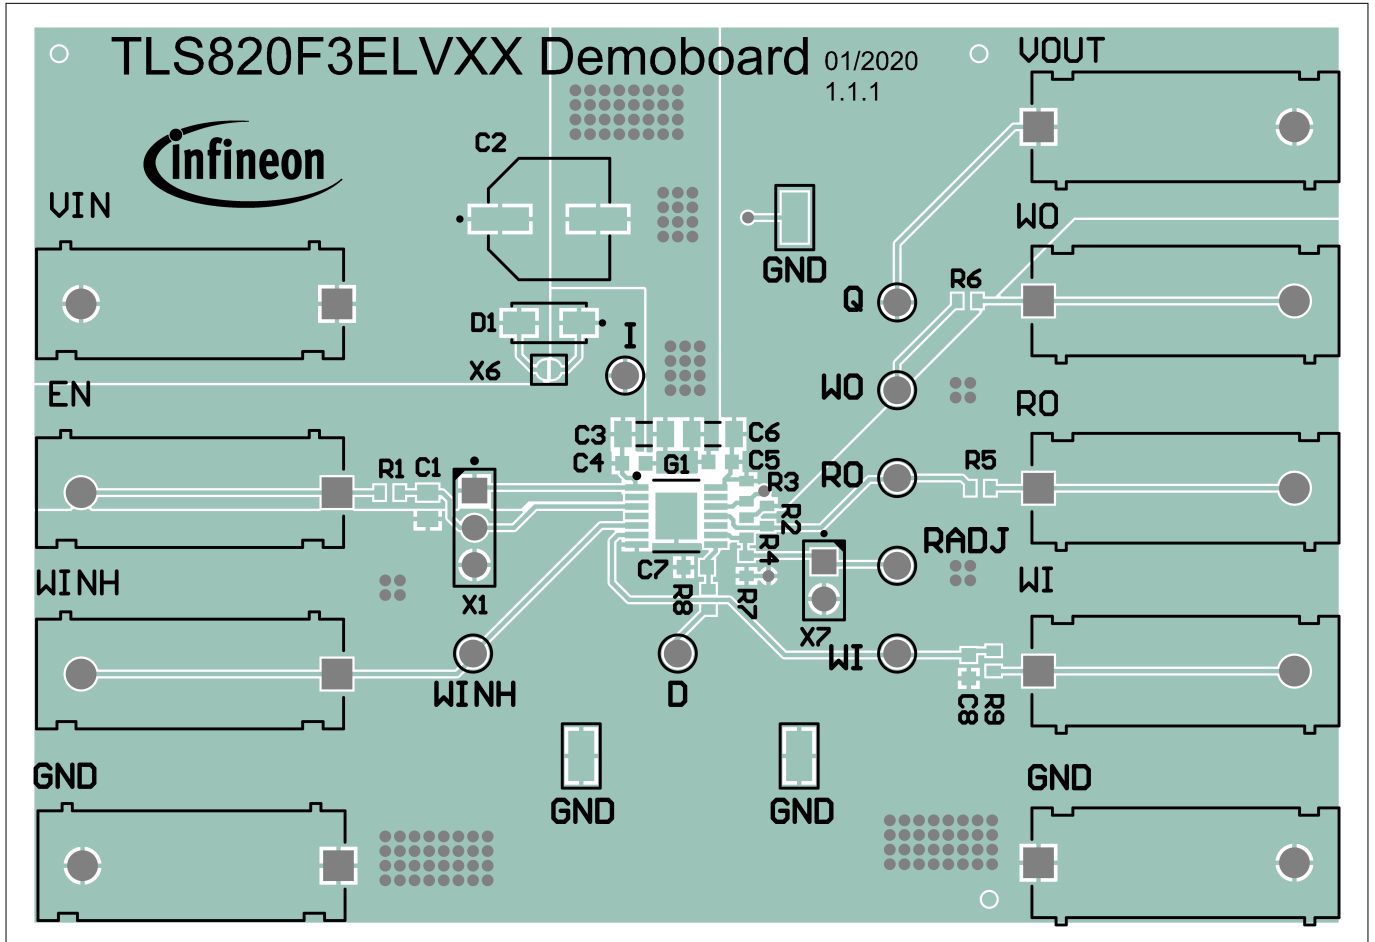 TLS820F3ELVXX Demoboard
01/2020
1.1.1
VOUT
C2
infineon
VIN
WO
GND
R6
Q
D1
I
X6
WO
EN
RO
C3
C6
C4
G1
C5
R1
C1
R3
RO
R5
R2
RADJ
R4
C7
WINH
WI
X1
R8
R7
X7
WI
WINH
D
C8
R9
GND
GND
GND
GND